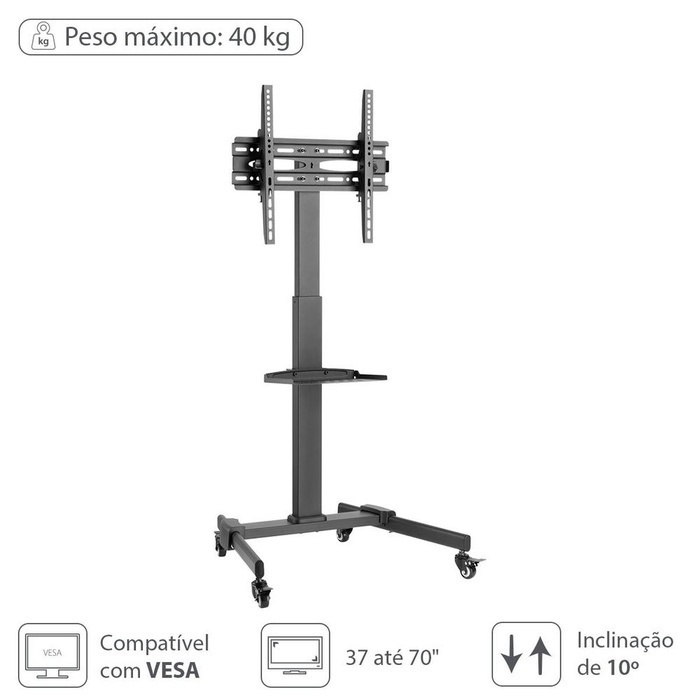 kg Peso máximo: 40 kg
VESA
Compatível
com VESA
37 até 70"
Inclinação
de 10º